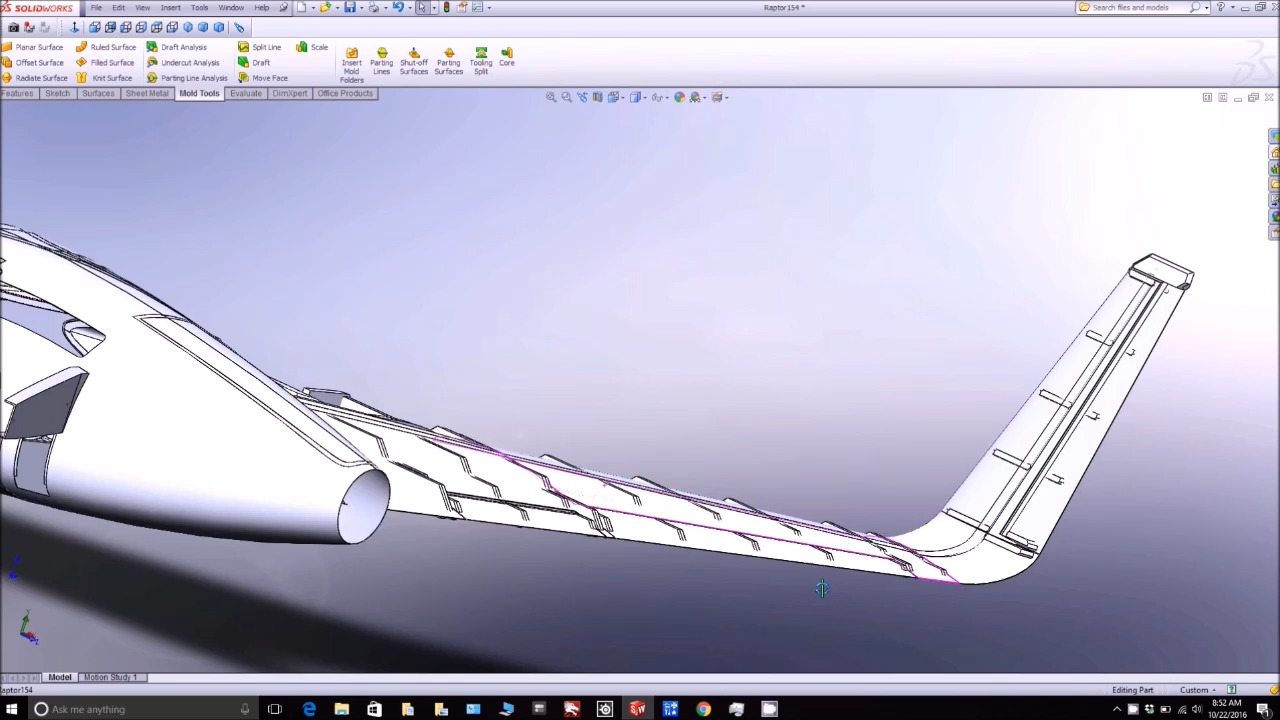 SOLIDWORKS File Edit View Insert Tools Window Help Raptor154 * Search files and models
Planar Surface Ruled Surface Draft Analysis Split Line Scale
Offset Surface Filled Surface Undercut Analysis Draft
Radiate Surface Knit Surface Parting Line Analysis Move Face
Insert Mold Folders
Parting Lines
Shut-off Surfaces
Parting Surfaces
Tooling Split
Core
Features Sketch Surfaces Sheet Metal Mold Tools Evaluate DimXpert Office Products
Model Motion Study 1
aptor154 Editing Part Custom
Ask me anything
8:52 AM
10/22/2016